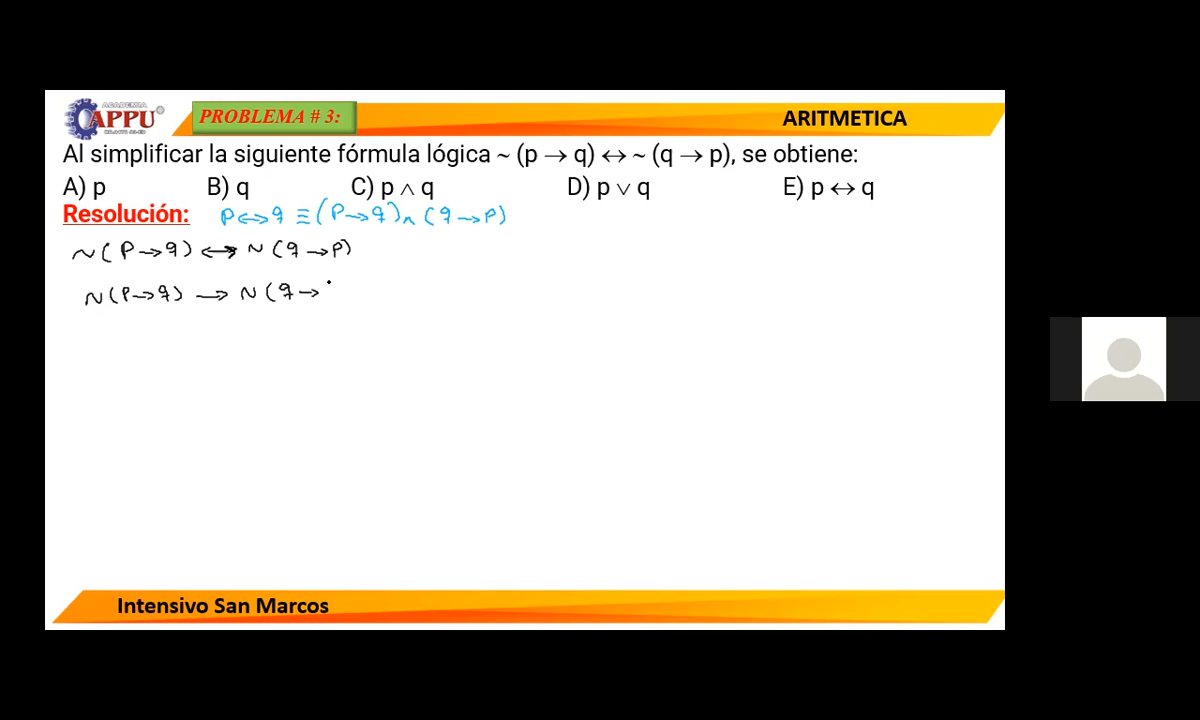 ACADEMIA
APPU
PROBLEMA # 3:
ARITMETICA
Al simplificar la siguiente fórmula lógica ~ (p → q) ↔ ~ (q → p), se obtiene:
A) p B) q C) p ∧ q D) p ∨ q E) p ↔ q
Resolución: p ↔ q ≡ (p → q) ∧ (q → p)
~ (p → q) ↔ ~ (q → p)
~ (p → q) → ~ (q →
Intensivo San Marcos